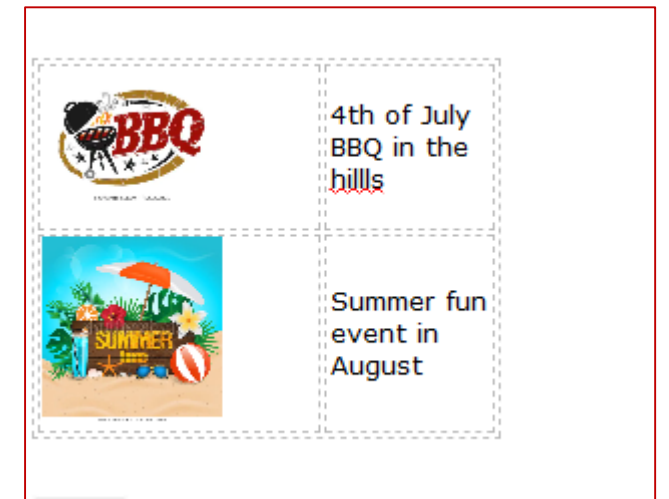 BBQ
4th of July
BBQ in the
hillls
SUMMER
Summer fun
event in
August